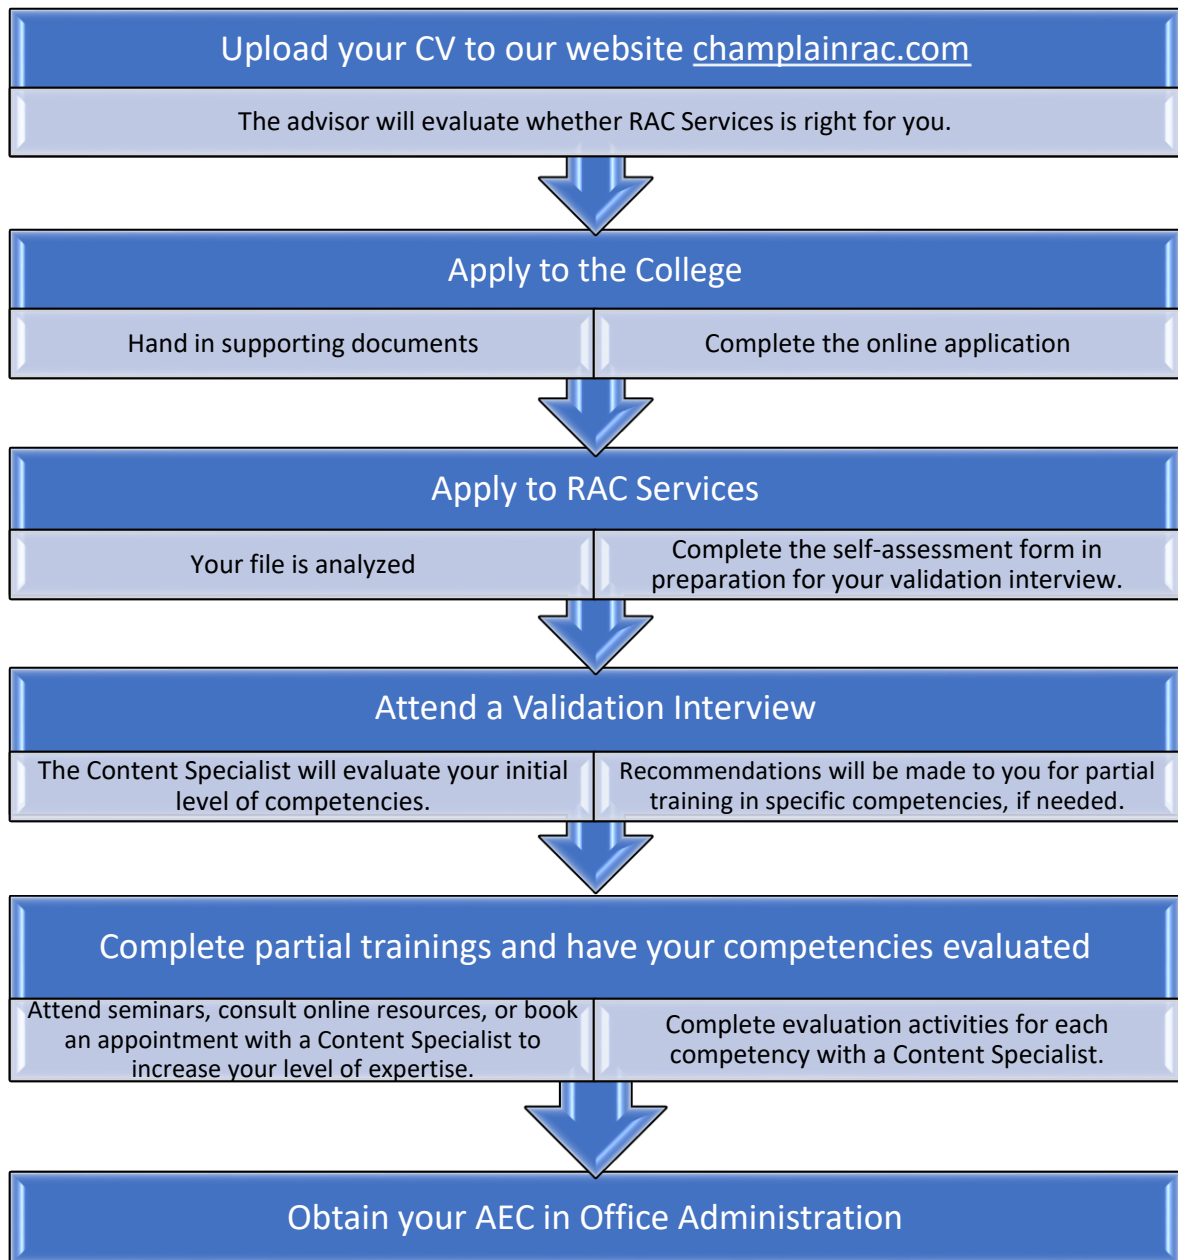 Upload your CV to our website champlainrac.com
The advisor will evaluate whether RAC Services is right for you.
Apply to the College
Hand in supporting documents
Complete the online application
Apply to RAC Services
Your file is analyzed
Complete the self-assessment form in
preparation for your validation interview.
Attend a Validation Interview
The Content Specialist will evaluate your initial
level of competencies.
Recommendations will be made to you for partial
training in specific competencies, if needed.
Complete partial trainings and have your competencies evaluated
Attend seminars, consult online resources, or book
an appointment with a Content Specialist to
increase your level of expertise.
Complete evaluation activities for each
competency with a Content Specialist.
Obtain your AEC in Office Administration